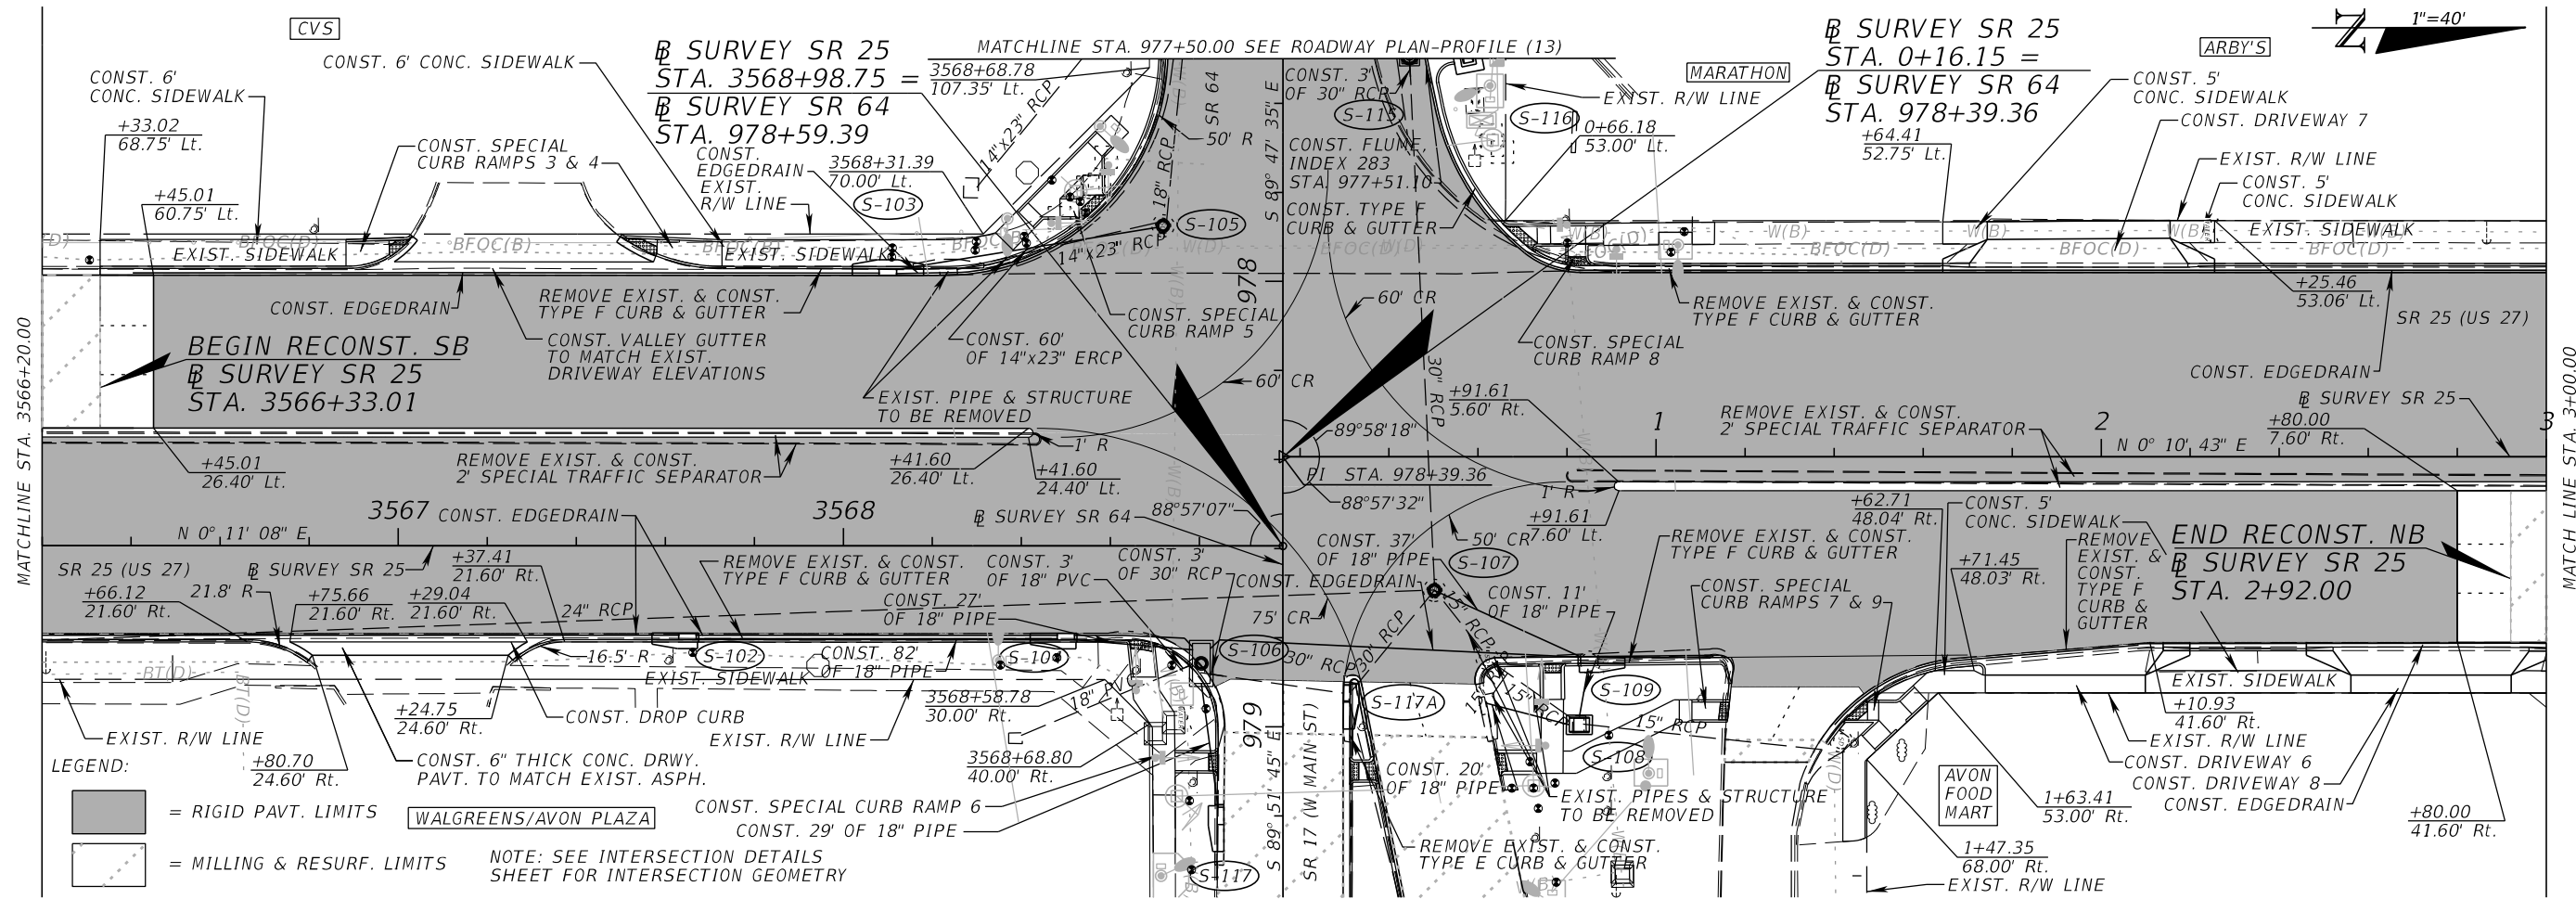 CVS
CONST. 6' CONC. SIDEWALK
CONST. 6'
CONC. SIDEWALK
+33.02
68.75' Lt.
+45.01
60.75' Lt.
CONST. SPECIAL
CURB RAMPS 3 & 4
BL SURVEY SR 25
STA. 3568+98.75 =
BL SURVEY SR 64
STA. 978+59.39
CONST.
EDGEDRAIN
EXIST.
R/W LINE
3568+31.39
70.00' Lt.
S-103
MATCHLINE STA. 977+50.00 SEE ROADWAY PLAN-PROFILE (13)
3568+68.78
107.35' Lt.
14"x23" RCP
18" RCP
14"x23" RCP
50' R
SR 64
S-105
S 89° 47' 35" E
CONST. 3'
OF 30" RCP
S-115
CONST. FLUME,
INDEX 283
STA. 977+51.10
CONST. TYPE F
CURB & GUTTER
MARATHON
EXIST. R/W LINE
S-116
0+66.18
53.00' Lt.
BL SURVEY SR 25
STA. 0+16.15 =
BL SURVEY SR 64
STA. 978+39.36
+64.41
52.75' Lt.
ARBY'S
1"=40'
CONST. 5'
CONC. SIDEWALK
CONST. DRIVEWAY 7
EXIST. R/W LINE
CONST. 5'
CONC. SIDEWALK
EXIST. SIDEWALK
BFOC(D)
BFOC(B)
EXIST. SIDEWALK
EXIST. SIDEWALK
W(D)
BFOC(D)
W(B)
W(B)
BFOC(D)
W(B)
BFOC(D)
W(B)
BFOC(D)
+25.46
53.06' Lt.
SR 25 (US 27)
CONST. EDGEDRAIN
REMOVE EXIST. & CONST.
TYPE F CURB & GUTTER
CONST. VALLEY GUTTER
TO MATCH EXIST.
DRIVEWAY ELEVATIONS
BEGIN RECONST. SB
BL SURVEY SR 25
STA. 3566+33.01
CONST. 60'
OF 14"x23" ERCP
CONST. SPECIAL
CURB RAMP 5
978
EXIST. PIPE & STRUCTURE
TO BE REMOVED
60' CR
60' CR
30" RCP
CONST. SPECIAL
CURB RAMP 8
REMOVE EXIST. & CONST.
TYPE F CURB & GUTTER
CONST. EDGEDRAIN
BL SURVEY SR 25
MATCHLINE STA. 3566+20.00
MATCH LINE STA. 3+00.00
+45.01
26.40' Lt.
REMOVE EXIST. & CONST.
2' SPECIAL TRAFFIC SEPARATOR
+41.60
26.40' Lt.
+41.60
24.40' Lt.
1' R
89°58'18"
PI STA. 978+39.36
88°57'32"
88°57'07"
+91.61
5.60' Rt.
1' R
+91.61
7.60' Rt.
1
2
3
REMOVE EXIST. & CONST.
2' SPECIAL TRAFFIC SEPARATOR
N 0° 10' 43" E
+80.00
7.60' Rt.
3567
3568
CONST. EDGEDRAIN
N 0° 11' 08" E
BL SURVEY SR 64
SR 25 (US 27)
BL SURVEY SR 25
+37.41
21.60' Rt.
+66.12
21.60' Rt.
21.8' R
+75.66
21.60' Rt.
+29.04
21.60' Rt.
24" RCP
REMOVE EXIST. & CONST.
TYPE F CURB & GUTTER
CONST. 3'
OF 18" PVC
CONST. 3'
OF 30" RCP
CONST. 27'
OF 18" PIPE
CONST. EDGEDRAIN
CONST. 37'
OF 18" PIPE
S-107
50' CR
75' CR
CONST. 11'
OF 18" PIPE
REMOVE EXIST. & CONST.
TYPE F CURB & GUTTER
+62.71
48.04' Rt.
CONST. 5'
CONC. SIDEWALK
REMOVE
EXIST. &
CONST.
TYPE F
CURB &
GUTTER
END RECONST. NB
BL SURVEY SR 25
STA. 2+92.00
+71.45
48.03' Rt.
CONST. SPECIAL
CURB RAMPS 7 & 9
16.5' R
S-102
CONST. 82'
OF 18" PIPE
S-106
30" RCP
30" RCP
15" RCP
15" RCP
15" RCP
EXIST. SIDEWALK
3568+58.78
30.00' Rt.
S-117A
S-109
S-108
EXIST. SIDEWALK
+10.93
41.60' Rt.
BT(D)
BT(D)
+24.75
24.60' Rt.
CONST. DROP CURB
EXIST. R/W LINE
EXIST. R/W LINE
+80.70
24.60' Rt.
CONST. 6" THICK CONC. DRWY.
PAVT. TO MATCH EXIST. ASPH.
3568+68.80
40.00' Rt.
979
S 89° 51' 45" E
SR 17 (W MAIN ST)
CONST. 20'
OF 18" PIPE
EXIST. PIPES & STRUCTURE
TO BE REMOVED
REMOVE EXIST. & CONST.
TYPE E CURB & GUTTER
AVON
FOOD
MART
1+63.41
53.00' Rt.
1+47.35
68.00' Rt.
EXIST. R/W LINE
EXIST. R/W LINE
CONST. DRIVEWAY 6
CONST. DRIVEWAY 8
CONST. EDGEDRAIN
+80.00
41.60' Rt.
LEGEND:
= RIGID PAVT. LIMITS
= MILLING & RESURF. LIMITS
WALGREENS/AVON PLAZA
CONST. SPECIAL CURB RAMP 6
CONST. 29' OF 18" PIPE
NOTE: SEE INTERSECTION DETAILS
SHEET FOR INTERSECTION GEOMETRY
S-117